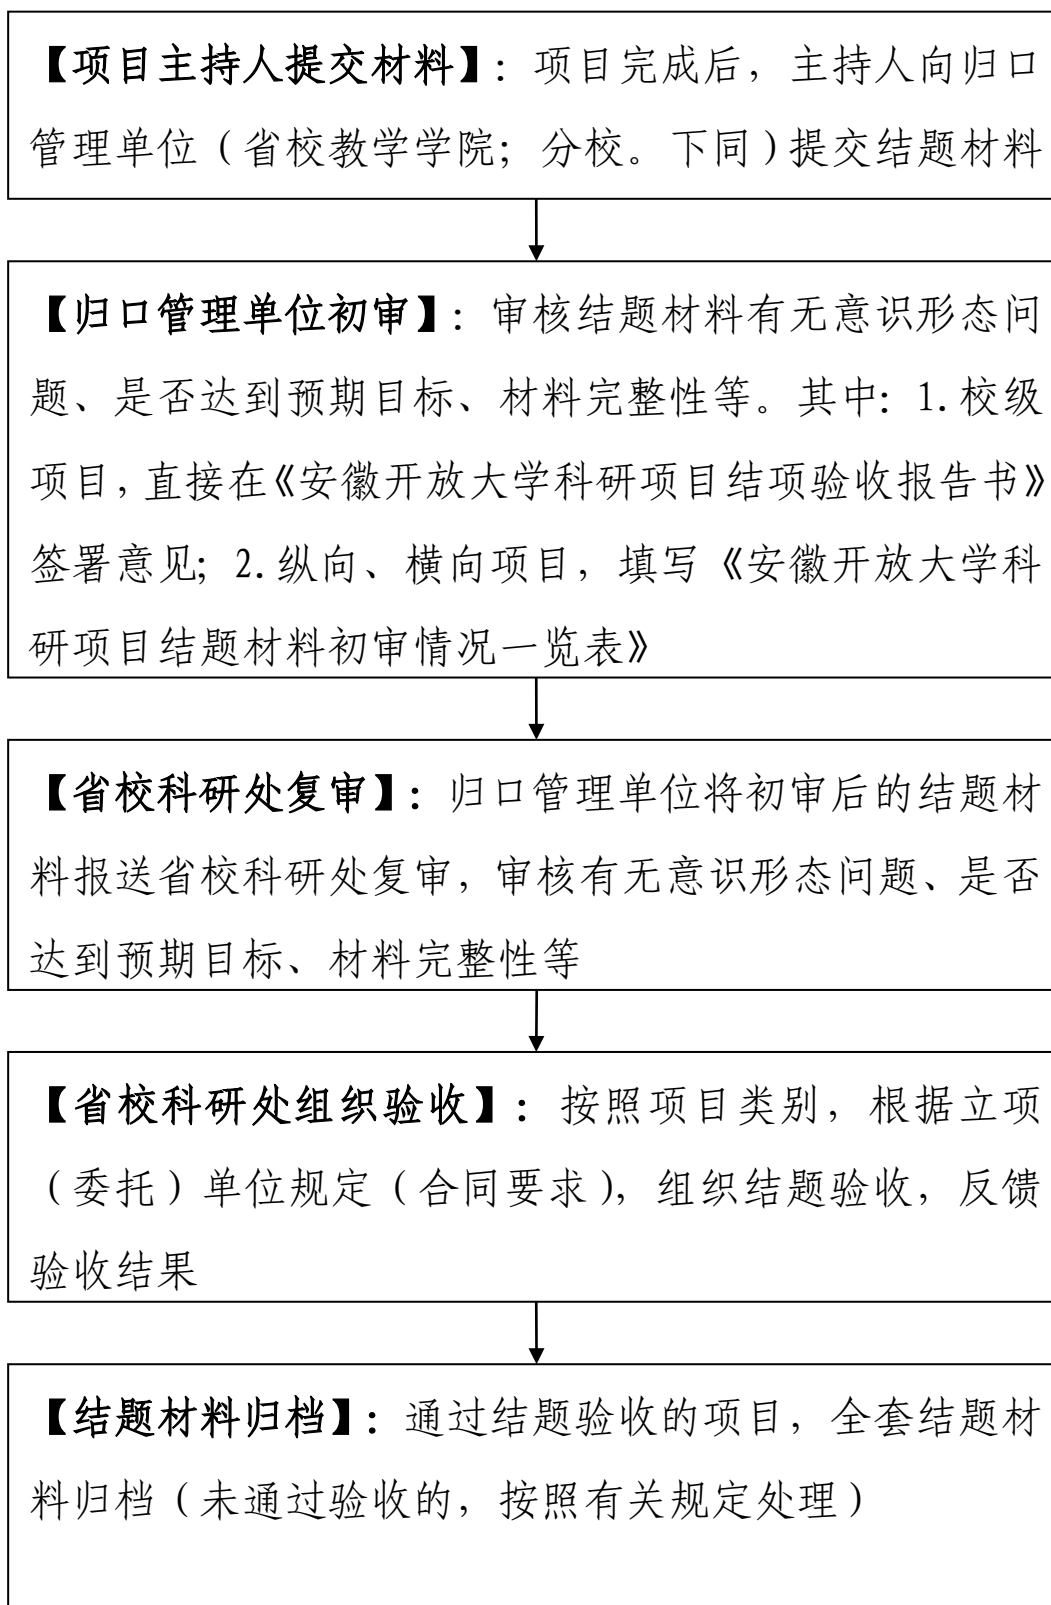 【项目主持人提交材料】：项目完成后，主持人向归口
管理单位（省校教学学院；分校。下同）提交结题材料
【归口管理单位初审】：审核结题材料有无意识形态问
题、是否达到预期目标、材料完整性等。其中：1.校级
项目，直接在《安徽开放大学科研项目结项验收报告书》
签署意见；2.纵向、横向项目，填写《安徽开放大学科
研项目结题材料初审情况一览表》
【省校科研处复审】：归口管理单位将初审后的结题材
料报送省校科研处复审，审核有无意识形态问题、是否
达到预期目标、材料完整性等
【省校科研处组织验收】：按照项目类别，根据立项
（委托）单位规定（合同要求），组织结题验收，反馈
验收结果
【结题材料归档】：通过结题验收的项目，全套结题材
料归档（未通过验收的，按照有关规定处理）